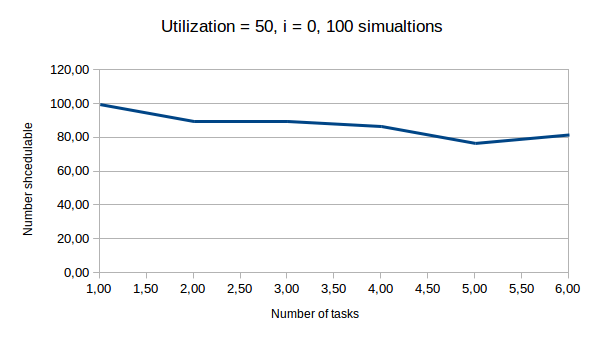 Utilization = 50, i = 0, 100 simualtions
120,00
100,00
80,00
60,00
40,00
20,00
0,00
Number shcedulable
1,00 1,50 2,00 2,50 3,00 3,50 4,00 4,50 5,00 5,50 6,00
Number of tasks